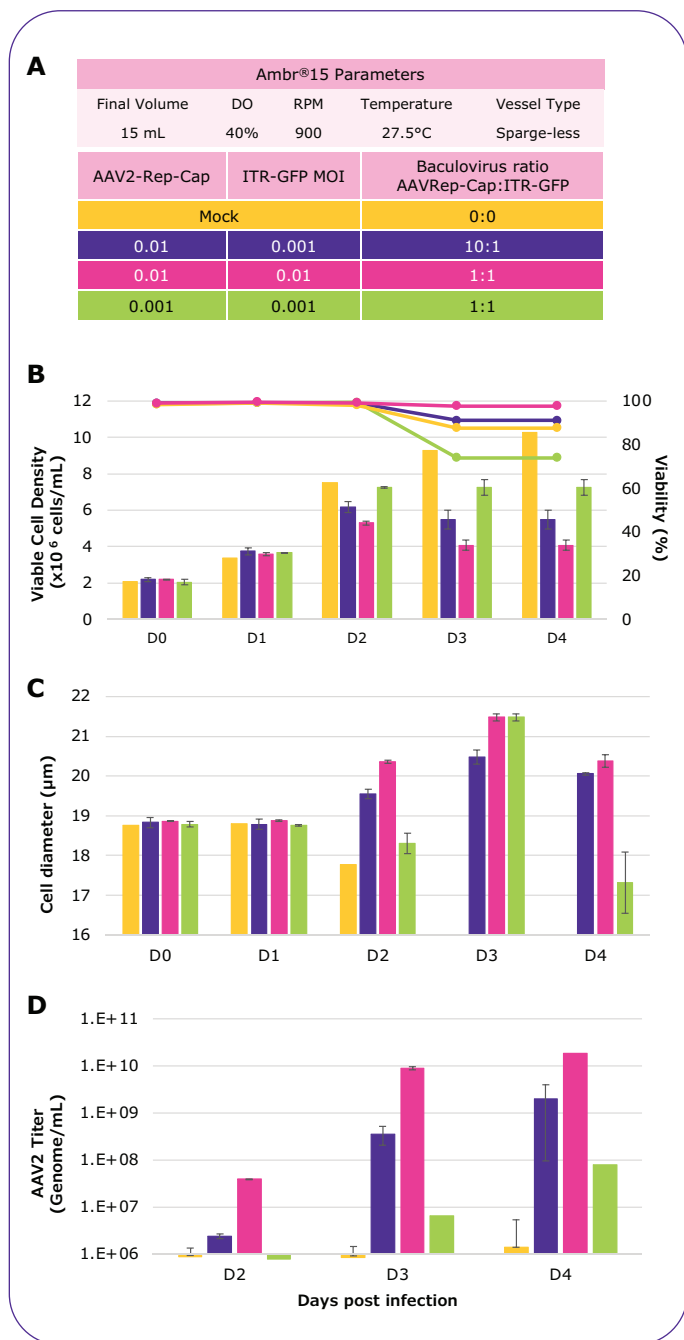 A
Ambr®15 Parameters
Final Volume DO RPM Temperature Vessel Type
15 mL 40% 900 27.5°C Sparge-less
AAV2-Rep-Cap ITR-GFP MOI Baculovirus ratio
AAVRep-Cap:ITR-GFP
Mock 0:0
0.01 0.001 10:1
0.01 0.01 1:1
0.001 0.001 1:1
B
Viable Cell Density
(x10 6 cells/mL)
12
10
8
6
4
2
0
100
80
60
40
20
0
Viability (%)
D0 D1 D2 D3 D4
C
Cell diameter (μm)
22
21
20
19
18
17
16
D0 D1 D2 D3 D4
D
AAV2 Titer
(Genome/mL)
1.E+11
1.E+10
1.E+09
1.E+08
1.E+07
1.E+06
D2 D3 D4
Days post infection